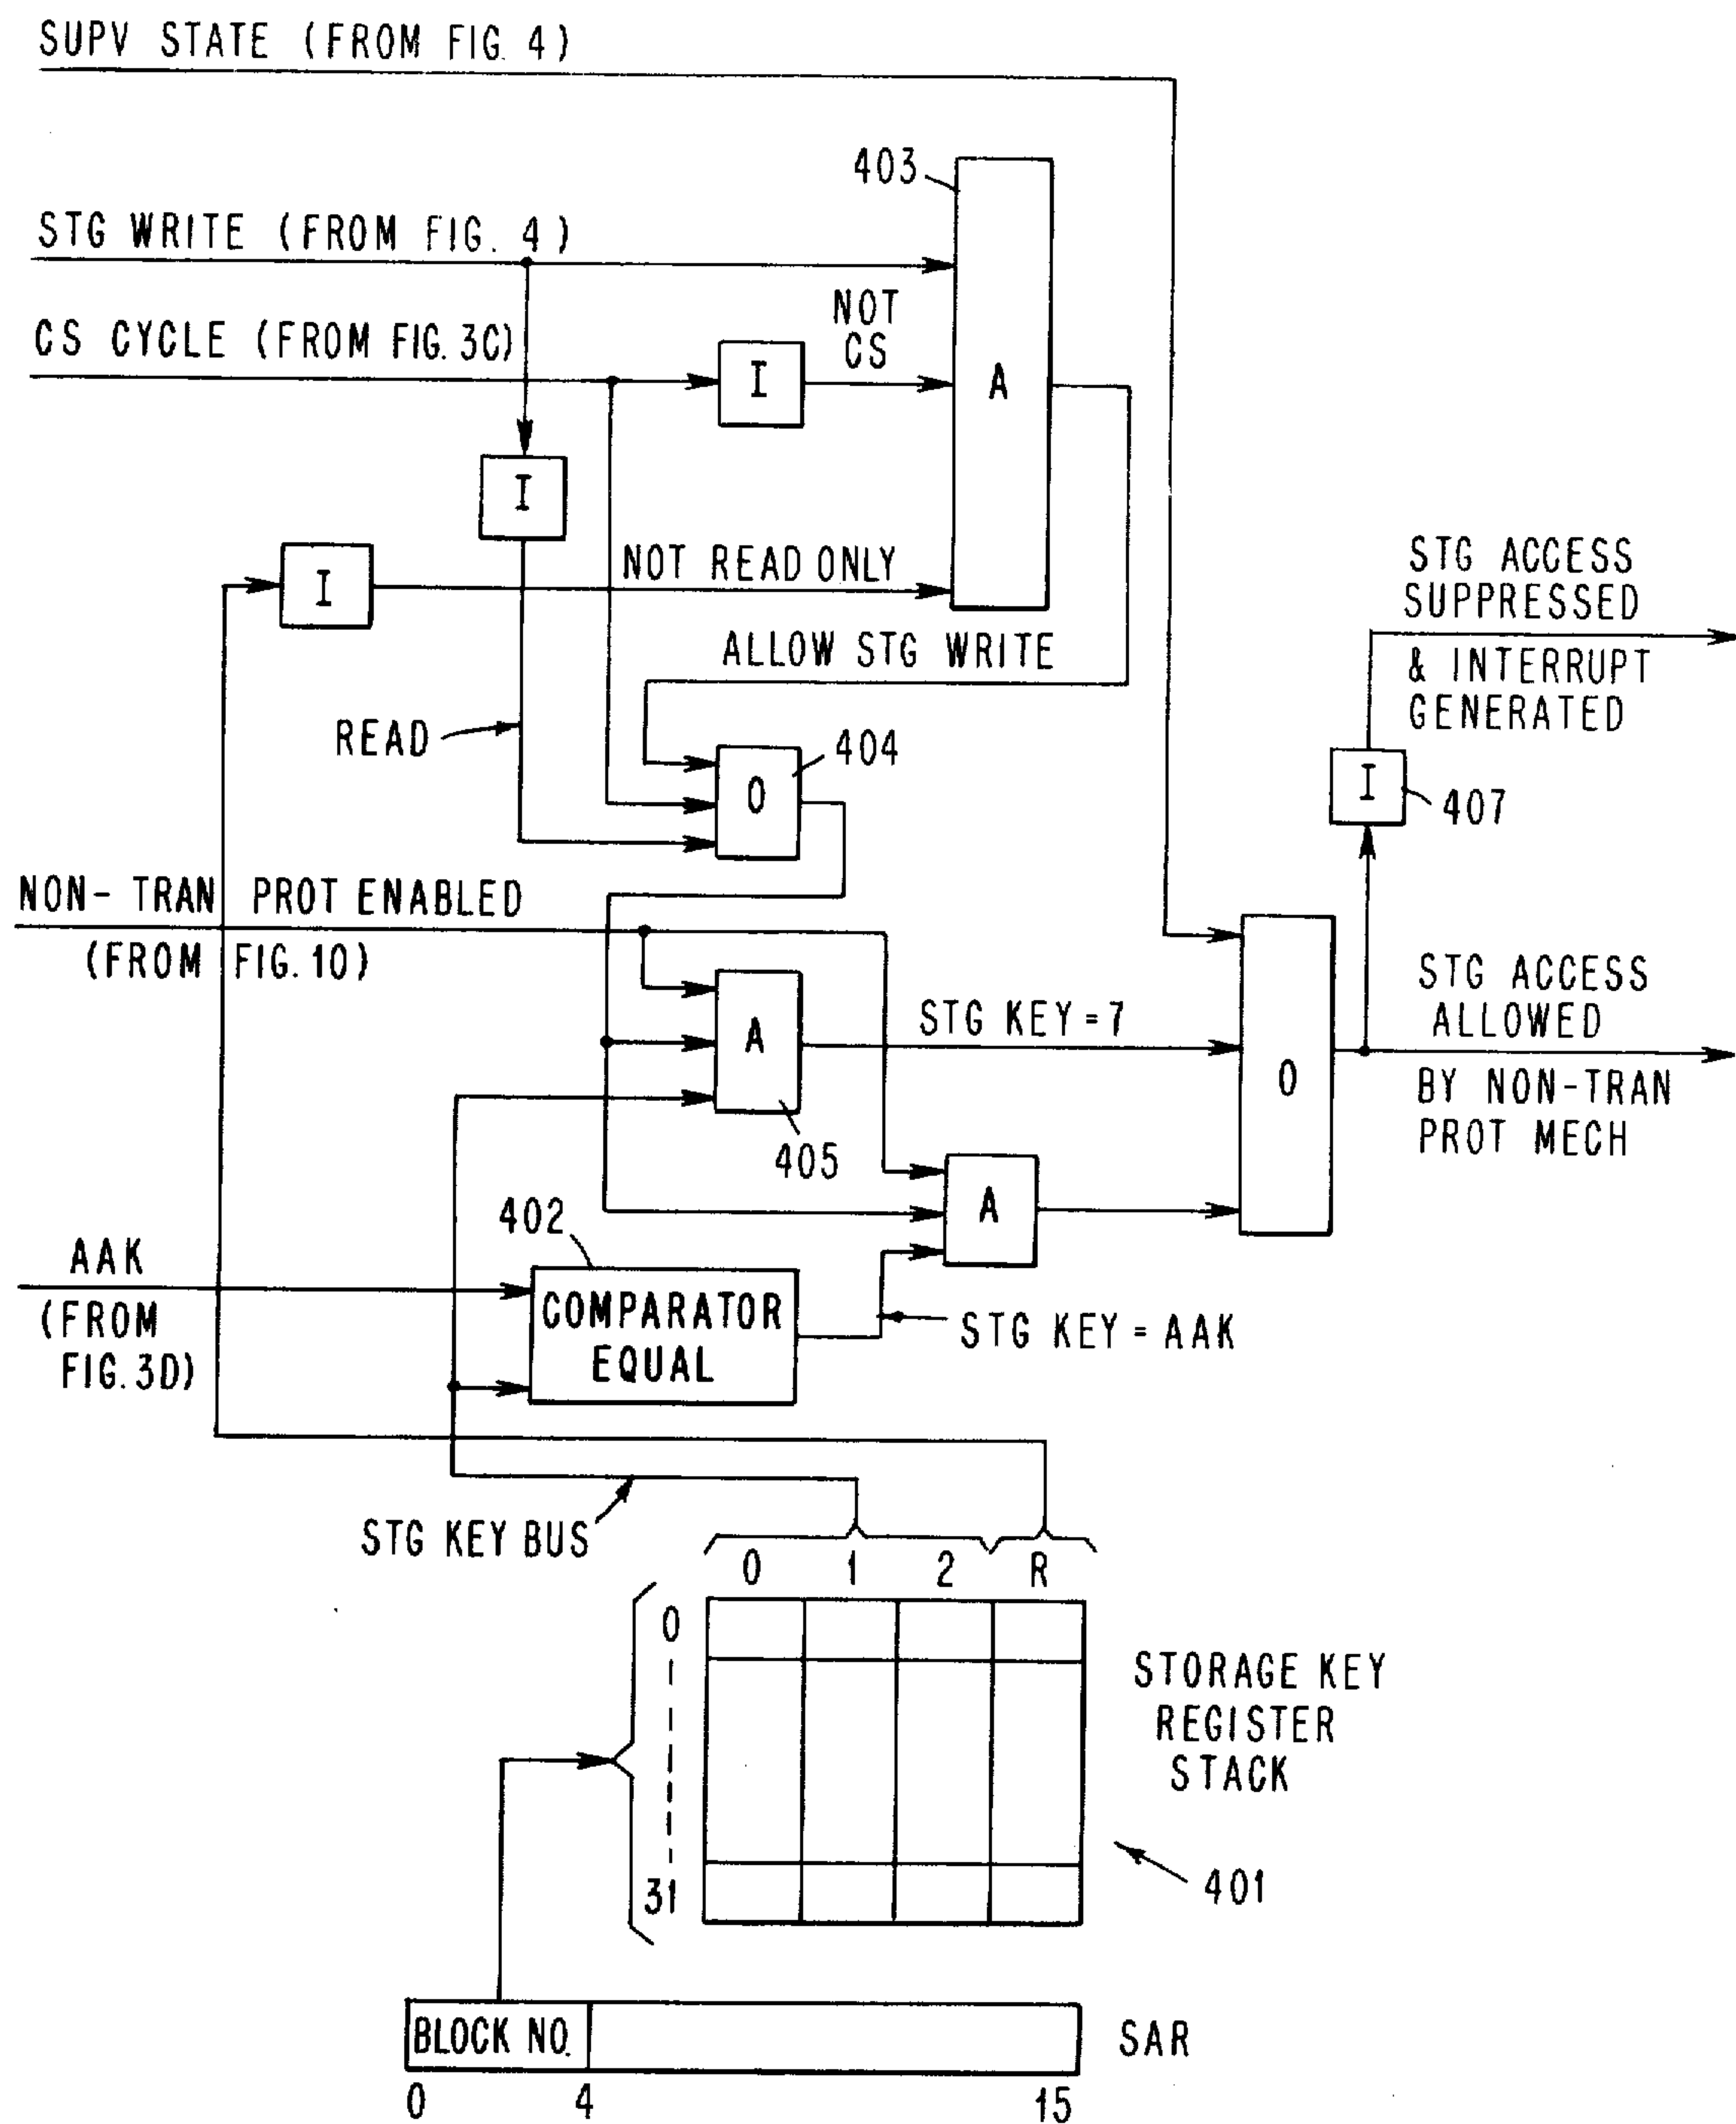 SUPV STATE (FROM FIG. 4)
403
STG WRITE (FROM FIG. 4)
NOT
CS
CS CYCLE (FROM FIG. 3C)
I
A
I
I
NOT READ ONLY
STG ACCESS
SUPPRESSED
& INTERRUPT
GENERATED
ALLOW STG WRITE
READ
404
O
I
407
NON-TRAN PROT ENABLED
(FROM FIG. 10)
STG KEY = 7
A
405
O
STG ACCESS
ALLOWED
BY NON-TRAN
PROT MECH
A
402
AAK
(FROM
FIG. 3D)
COMPARATOR
EQUAL
STG KEY = AAK
STG KEY BUS
0 1 2 R
0
31
STORAGE KEY
REGISTER
STACK
401
BLOCK NO.
SAR
0 4 15